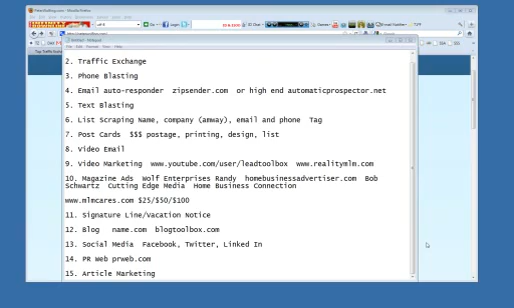 2. Traffic Exchange
3. Phone Blasting
4. Email auto-responder zipsender.com or high end automaticprospector.net
5. Text Blasting
6. List Scraping Name, company (amway), email and phone Tag
7. Post Cards $$$ postage, printing, design, list
8. Video Email
9. Video Marketing www.youtube.com/user/leadtoolbox www.realitymlm.com
10. Magazine Ads Wolf Enterprises Randy homebusinessadvertiser.com Bob
Schwartz Cutting Edge Media Home Business Connection
www.mlmcares.com $25/$50/$100
11. Signature Line/Vacation Notice
12. Blog name.com blogtoolbox.com
13. Social Media Facebook, Twitter, Linked In
14. PR Web prweb.com
15. Article Marketing